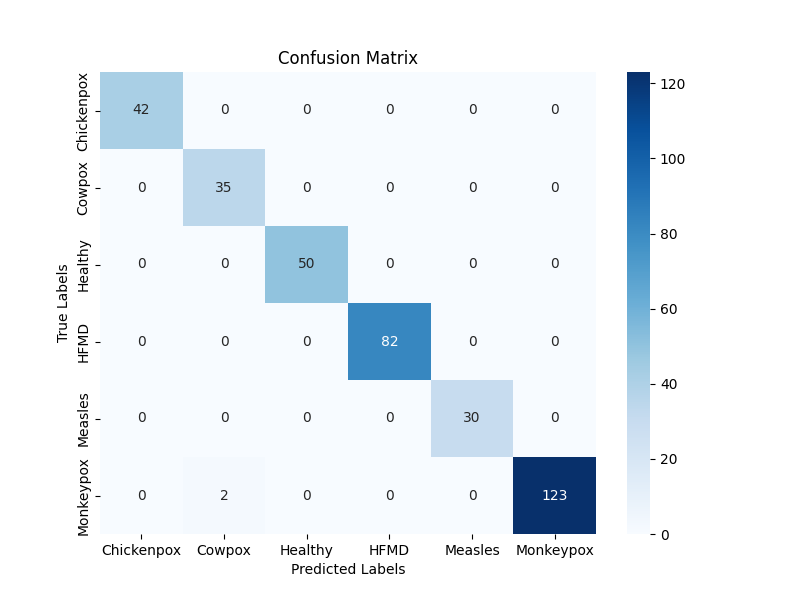 Confusion Matrix
True Labels
Chickenpox 42 0 0 0 0 0
Cowpox 0 35 0 0 0 0
Healthy 0 0 50 0 0 0
HFMD 0 0 0 82 0 0
Measles 0 0 0 0 30 0
Monkeypox 0 2 0 0 0 123
Chickenpox Cowpox Healthy HFMD Measles Monkeypox
Predicted Labels
120
100
80
60
40
20
0